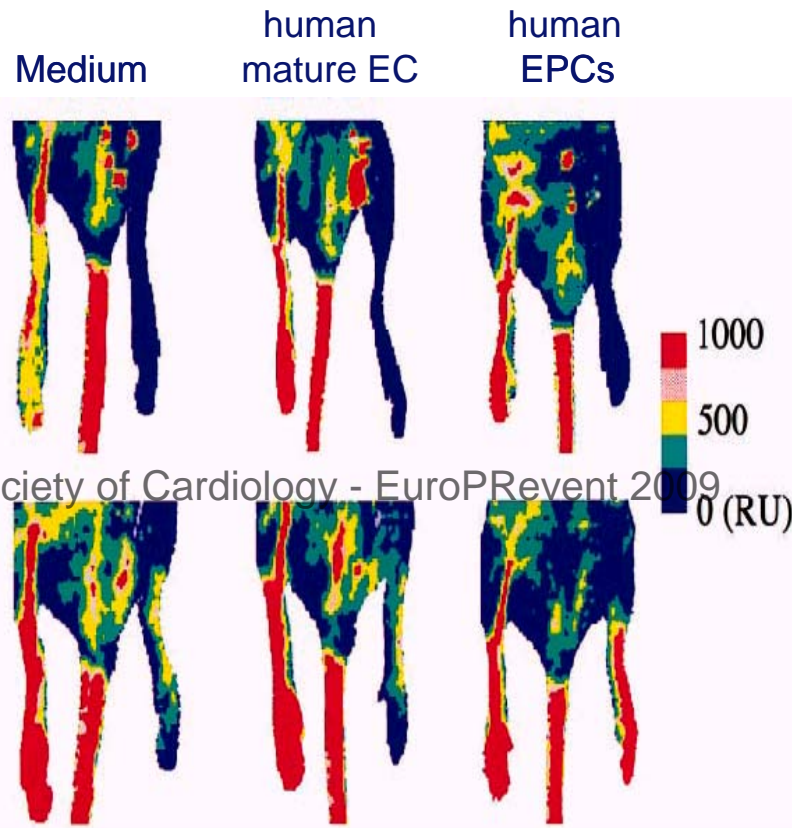 human
mature EC
human
EPCs
Medium
1000
500
0 (RU)
ciety of Cardiology - EuroPRevent 2009